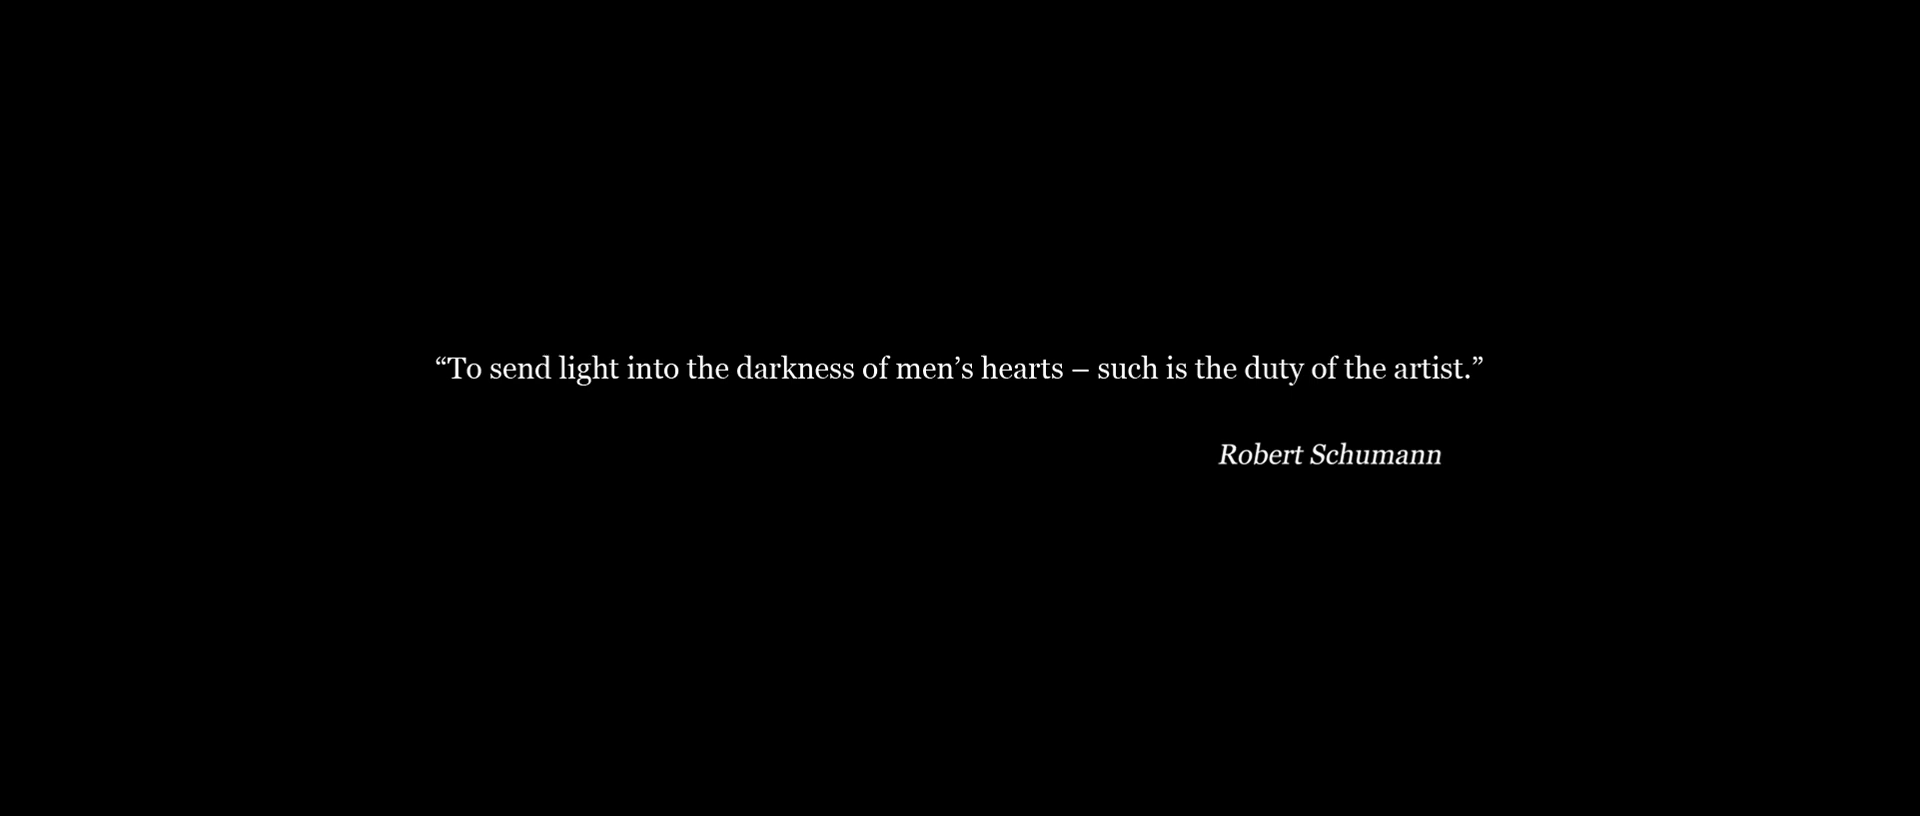 “To send light into the darkness of men’s hearts – such is the duty of the artist.”
Robert Schumann